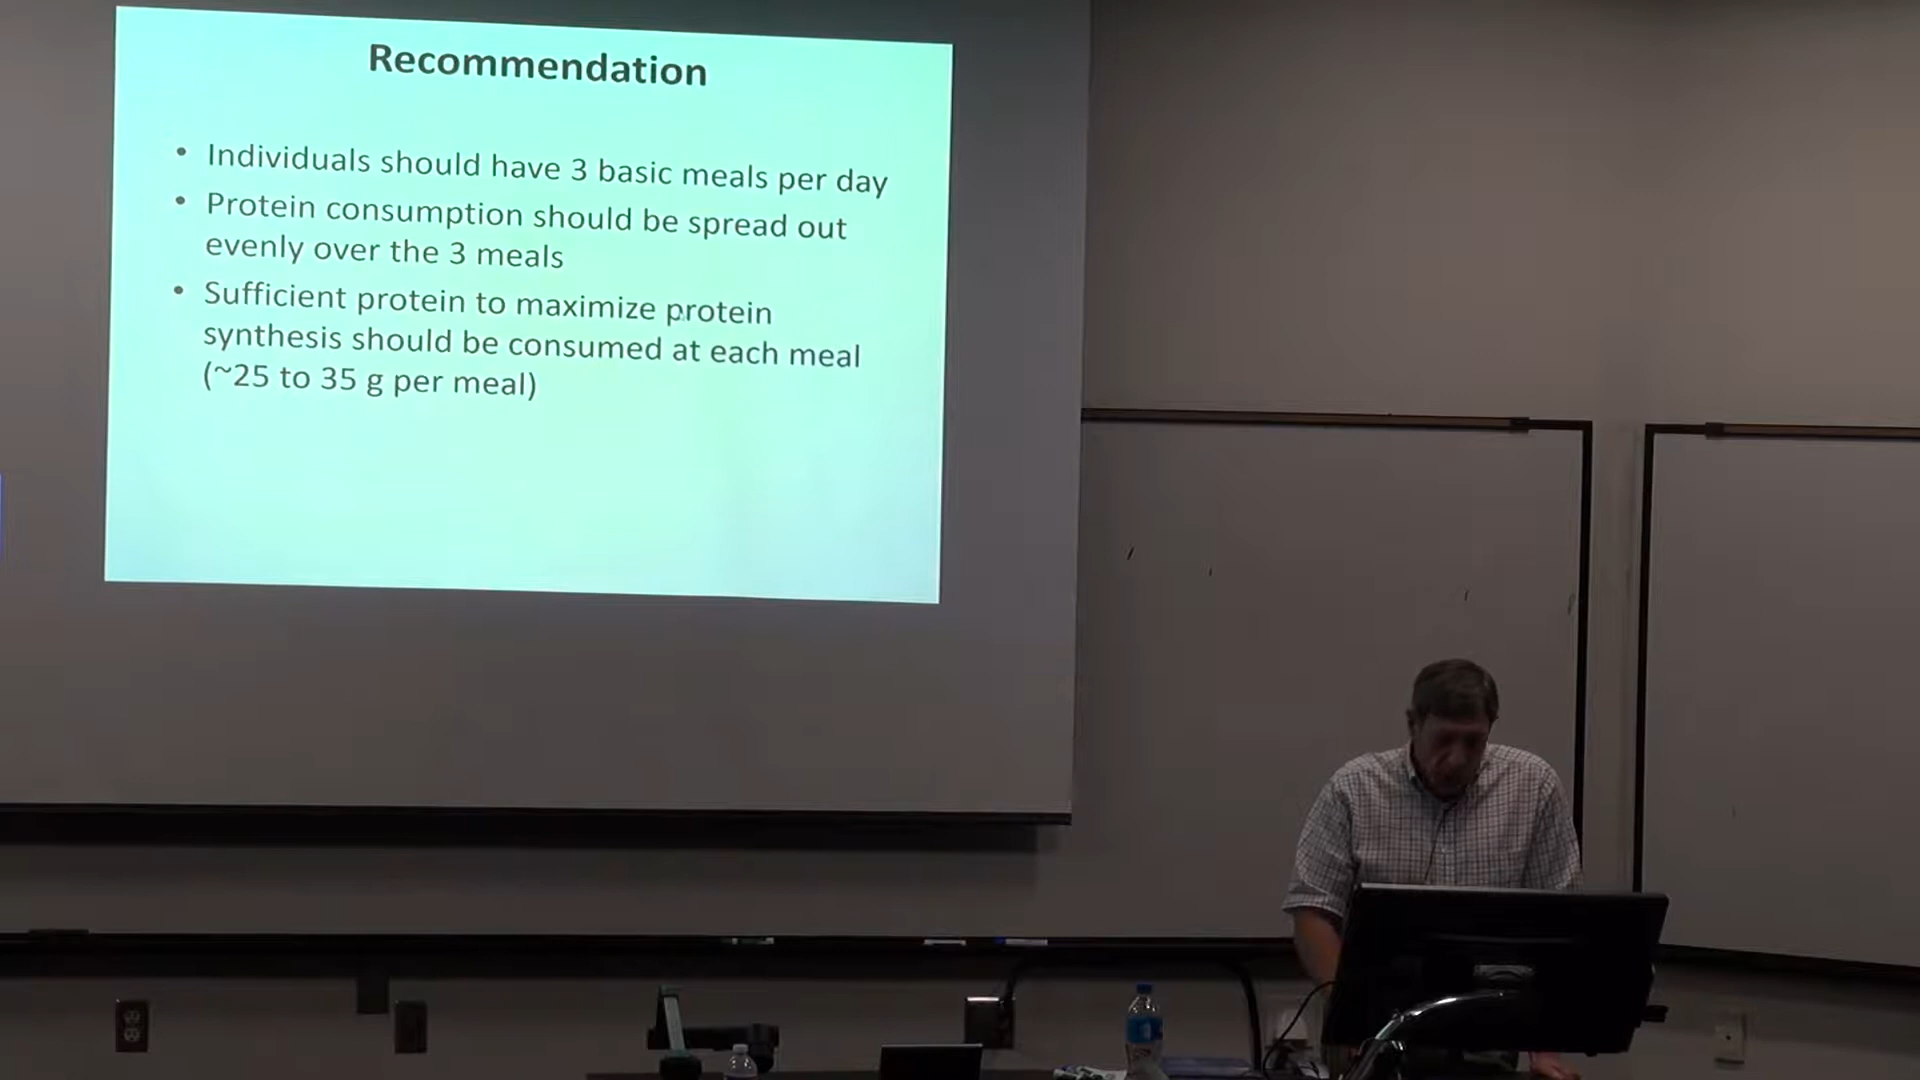 Recommendation
• Individuals should have 3 basic meals per day
• Protein consumption should be spread out
evenly over the 3 meals
• Sufficient protein to maximize protein
synthesis should be consumed at each meal
(~25 to 35 g per meal)